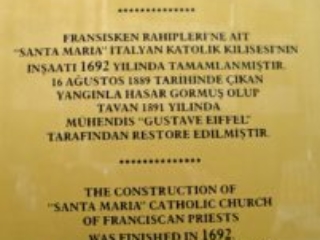 **************
FRANSİSKEN RAHİPLERİ'NE AİT
"SANTA MARIA" İTALYAN KATOLİK KİLİSESİ'NİN
İNŞAATI 1692 YILINDA TAMAMLANMIŞTIR.
16 AĞUSTOS 1889 TARİHİNDE ÇIKAN
YANGINLA HASAR GÖRMÜŞ OLUP
TAVAN 1891 YILINDA
MÜHENDİS "GUSTAVE EIFFEL"
TARAFINDAN RESTORE EDİLMİŞTİR.
**************
THE CONSTRUCTION OF
"SANTA MARIA" CATHOLIC CHURCH
OF FRANCISCAN PRIESTS
WAS FINISHED IN 1692.